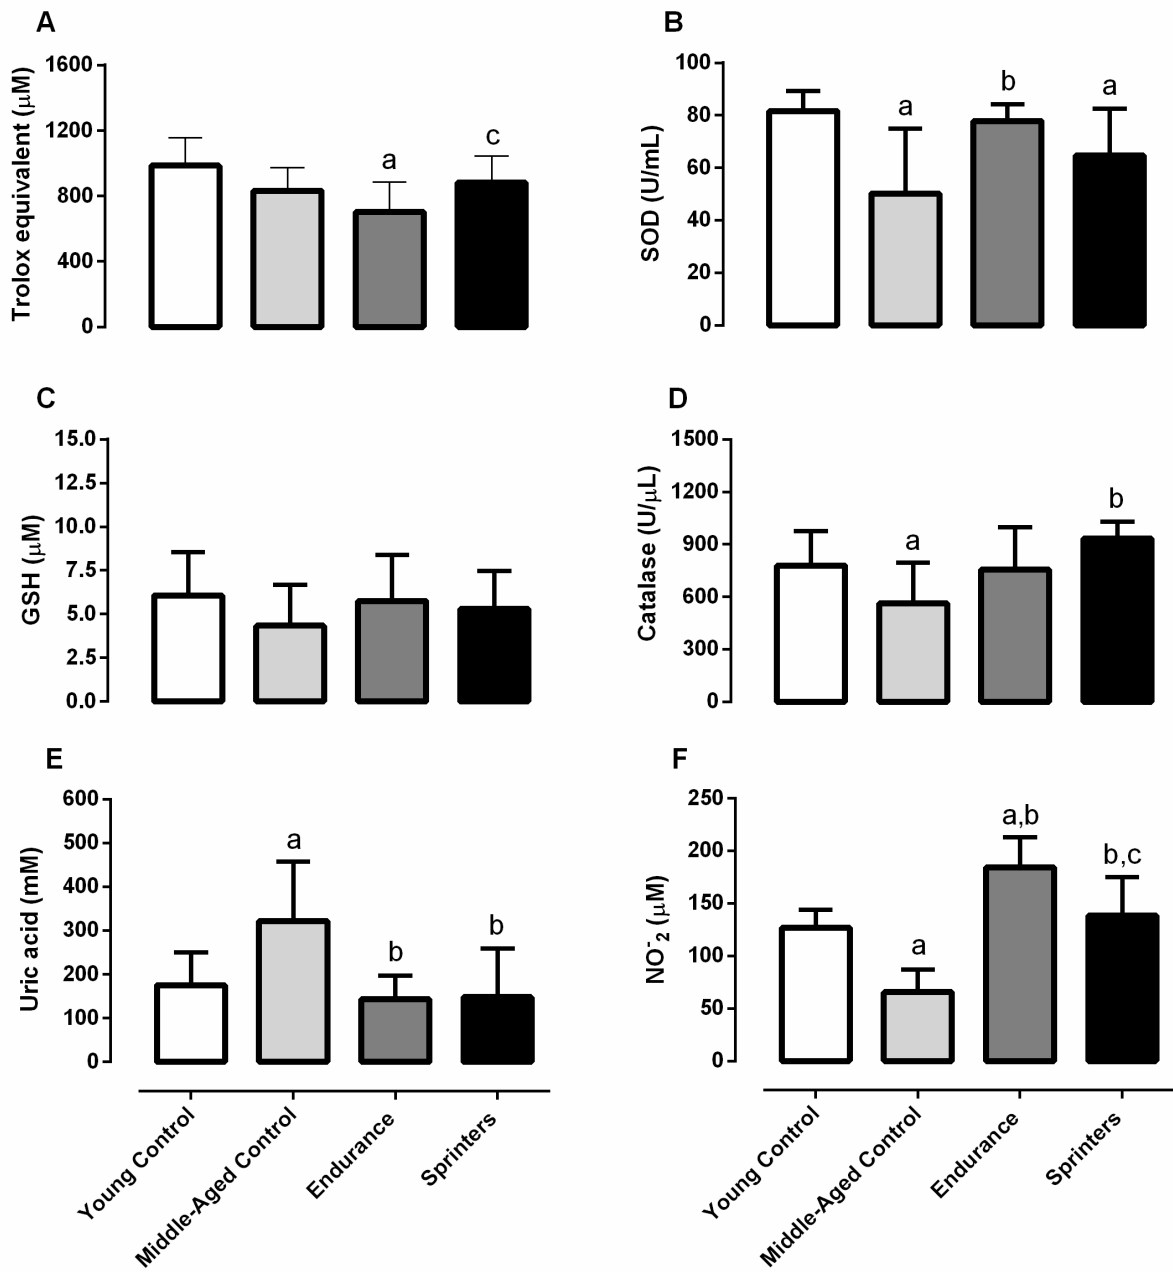 A
Trolox equivalent (μM)
1600
1200
800
400
0
a
c
B
SOD (U/mL)
100
80
60
40
20
0
a
b
a
C
GSH (μM)
15.0
12.5
10.0
7.5
5.0
2.5
0.0
D
Catalase (U/μL)
1500
1200
900
600
300
0
a
b
E
Uric acid (mM)
600
500
400
300
200
100
0
a
b
b
Young Control
Middle-Aged Control
Endurance
Sprinters
F
NO⁻₂ (μM)
250
200
150
100
50
0
a
a,b
b,c
Young Control
Middle-Aged Control
Endurance
Sprinters